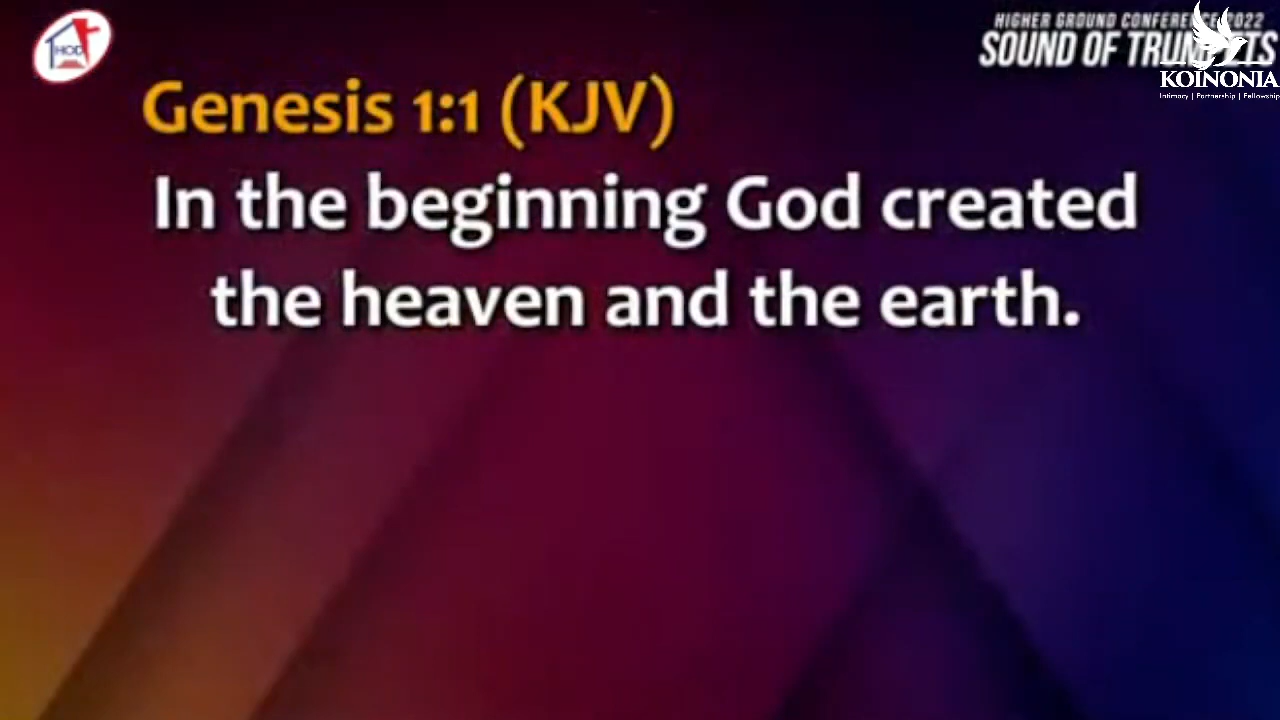 HOD
HIGHER GROUND CONFERENCE 2022
SOUND OF TRUMPETS
KOINONIA
Intimacy | Partnership | Fellowship
Genesis 1:1 (KJV)
In the beginning God created
the heaven and the earth.